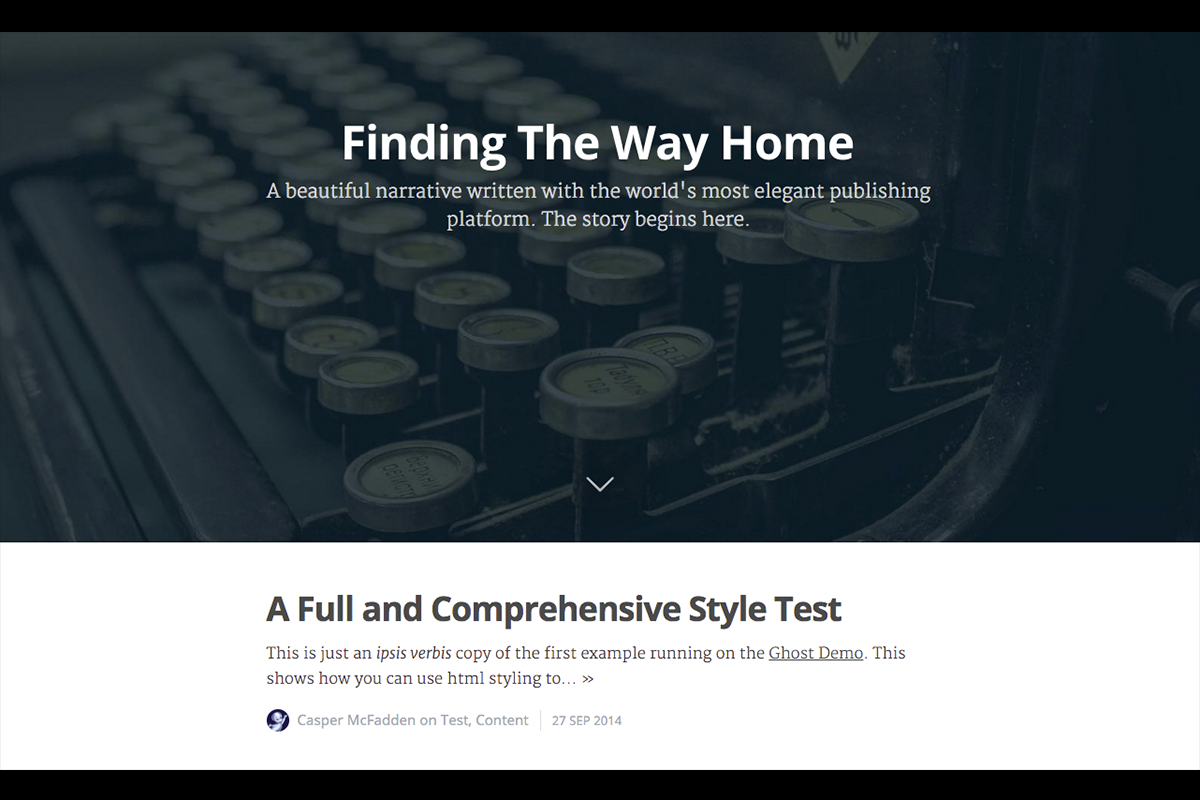 Finding The Way Home
A beautiful narrative written with the world's most elegant publishing
platform. The story begins here.
A Full and Comprehensive Style Test
This is just an ipsis verbis copy of the first example running on the Ghost Demo. This
shows how you can use html styling to... »
Casper McFadden on Test, Content
27 SEP 2014